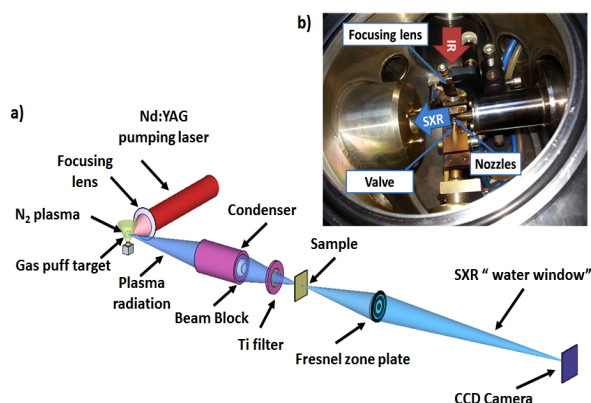 b)
Focusing lens
IR
SXR
Valve
Nozzles
a)
Nd:YAG
pumping laser
Focusing
lens
N₂ plasma
Gas puff target
Plasma
radiation
Condenser
Beam Block
Ti filter
Sample
Fresnel zone plate
SXR “ water window”
CCD Camera